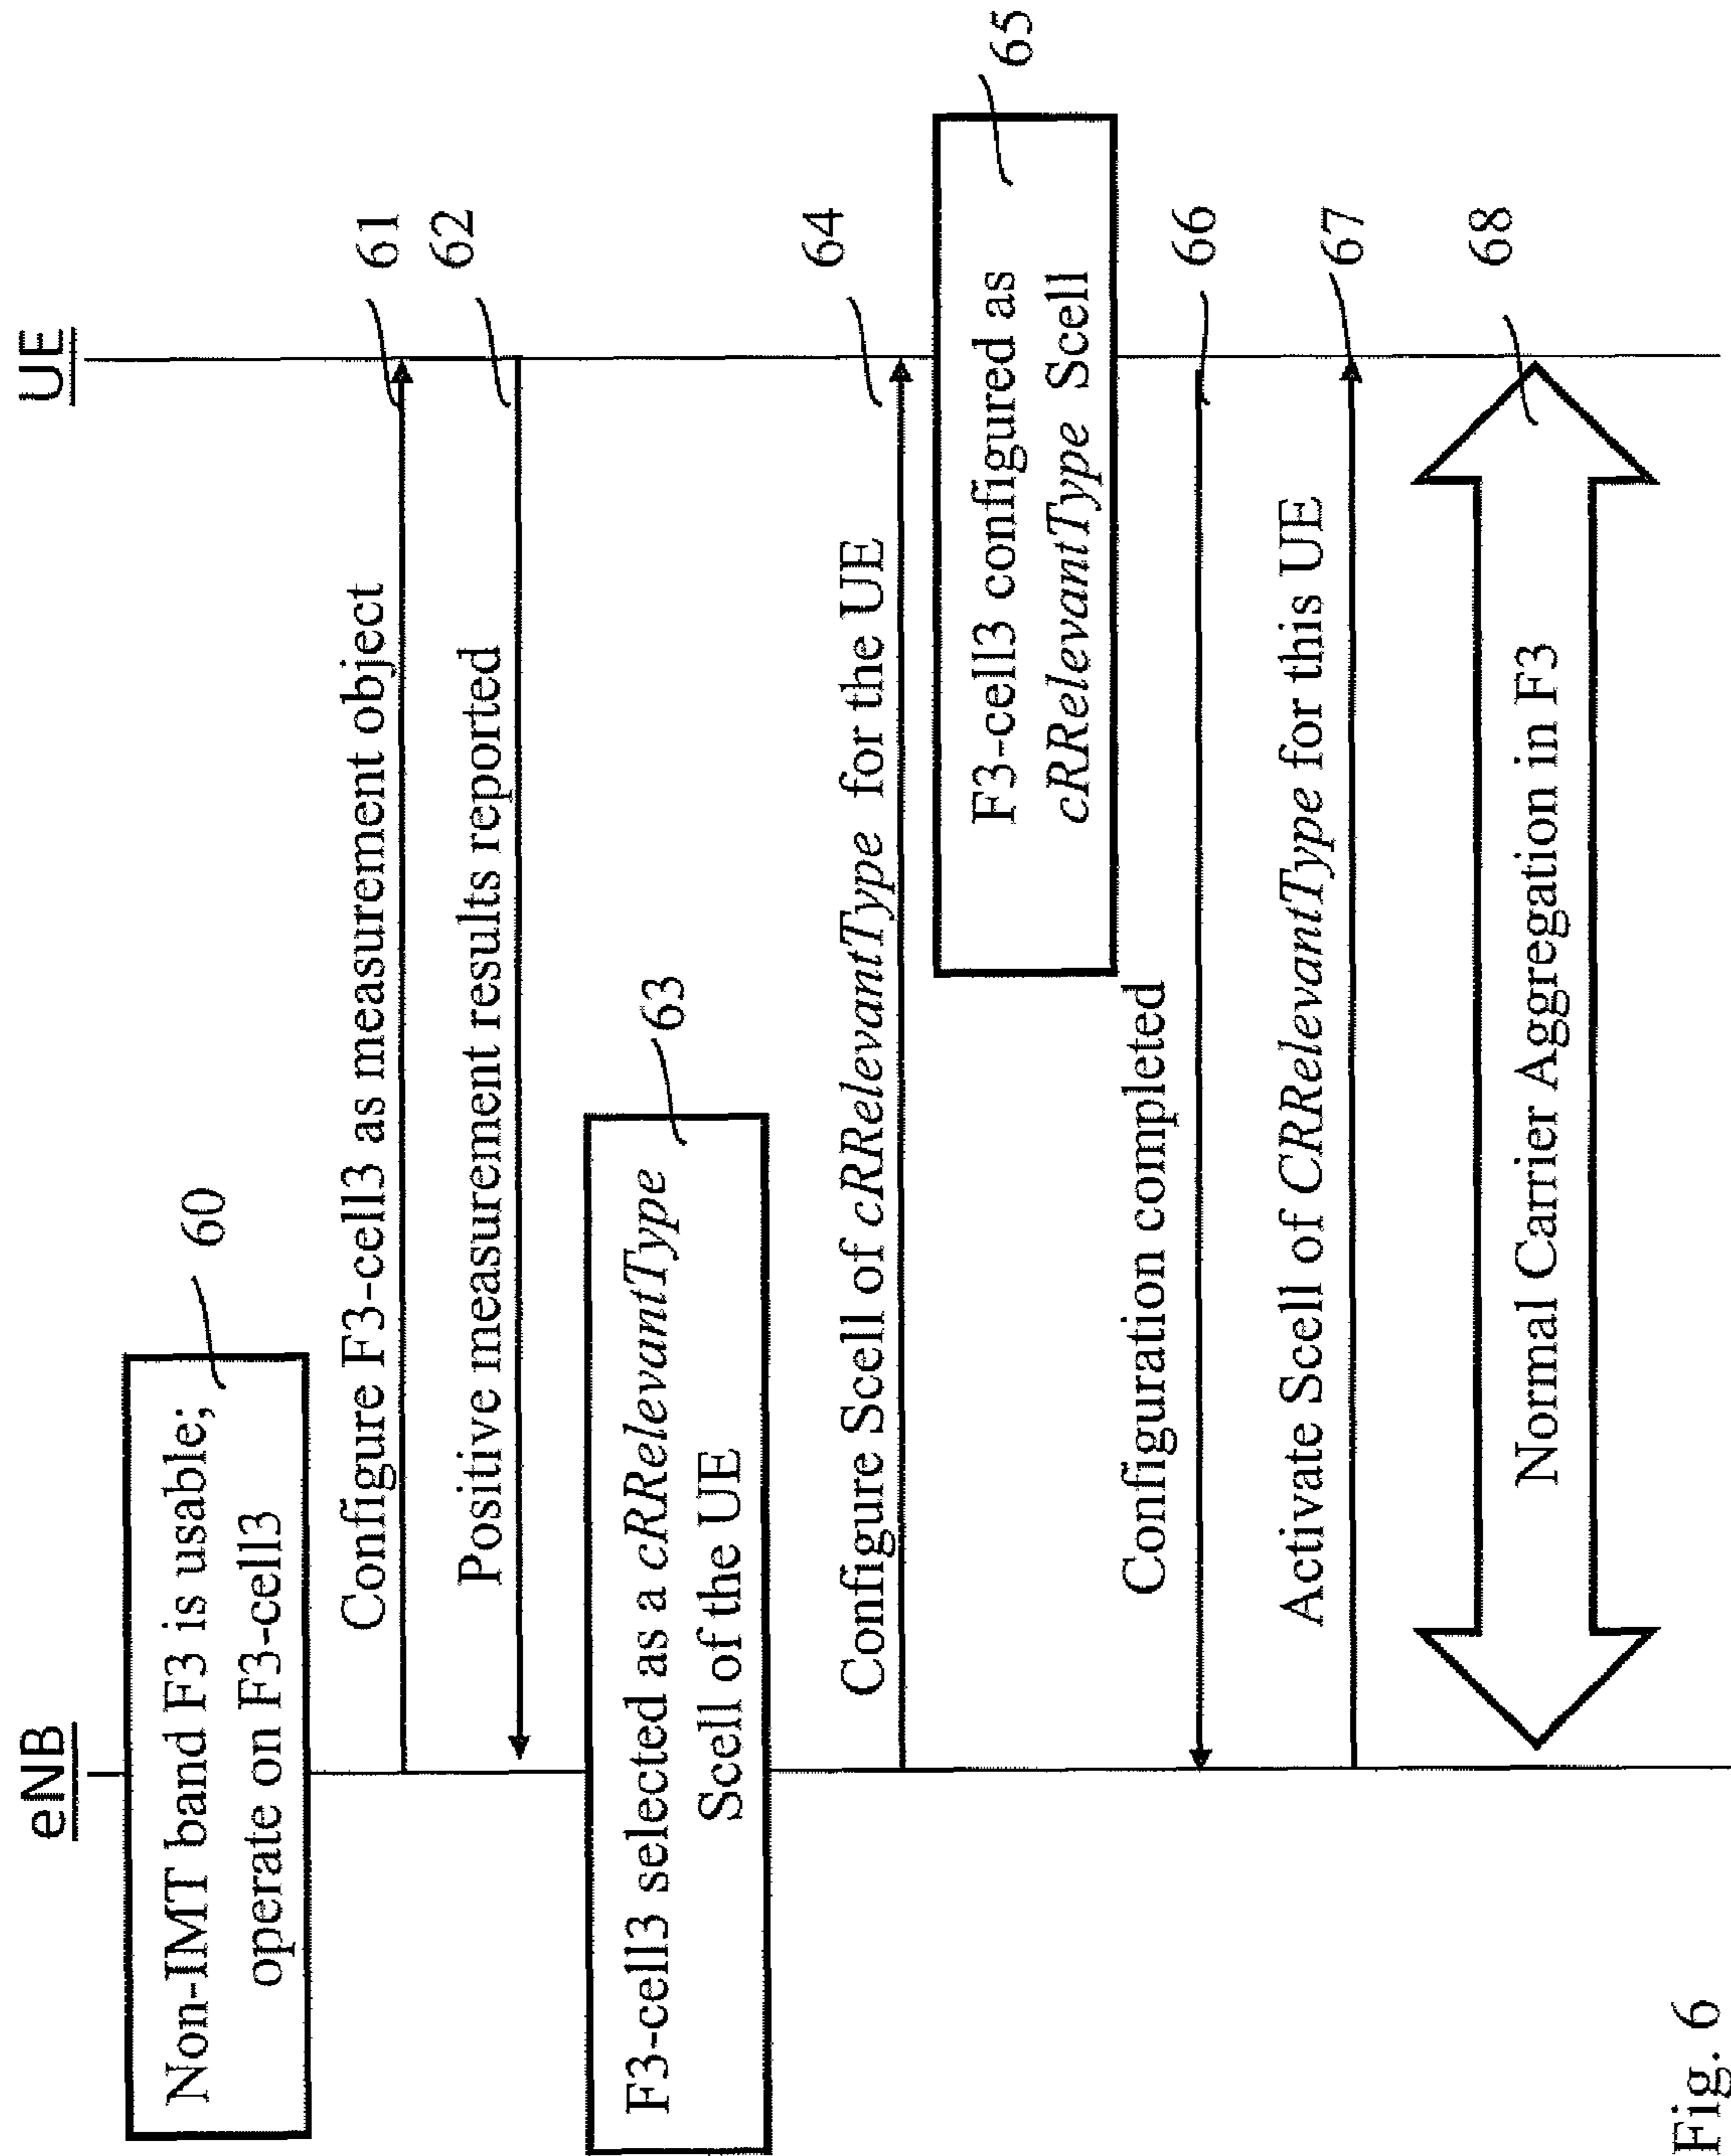 eNB
UE
Non-IMT band F3 is usable;
operate on F3-cell3
60
Configure F3-cell3 as measurement object
61
Positive measurement results reported
62
F3-cell3 selected as a cRRelevantType
Scell of the UE
63
Configure Scell of cRRelevantType for the UE
64
F3-cell3 configured as
cRRelevantType Scell
65
Configuration completed
66
Activate Scell of CRRelevantType for this UE
67
Normal Carrier Aggregation in F3
68
Fig. 6